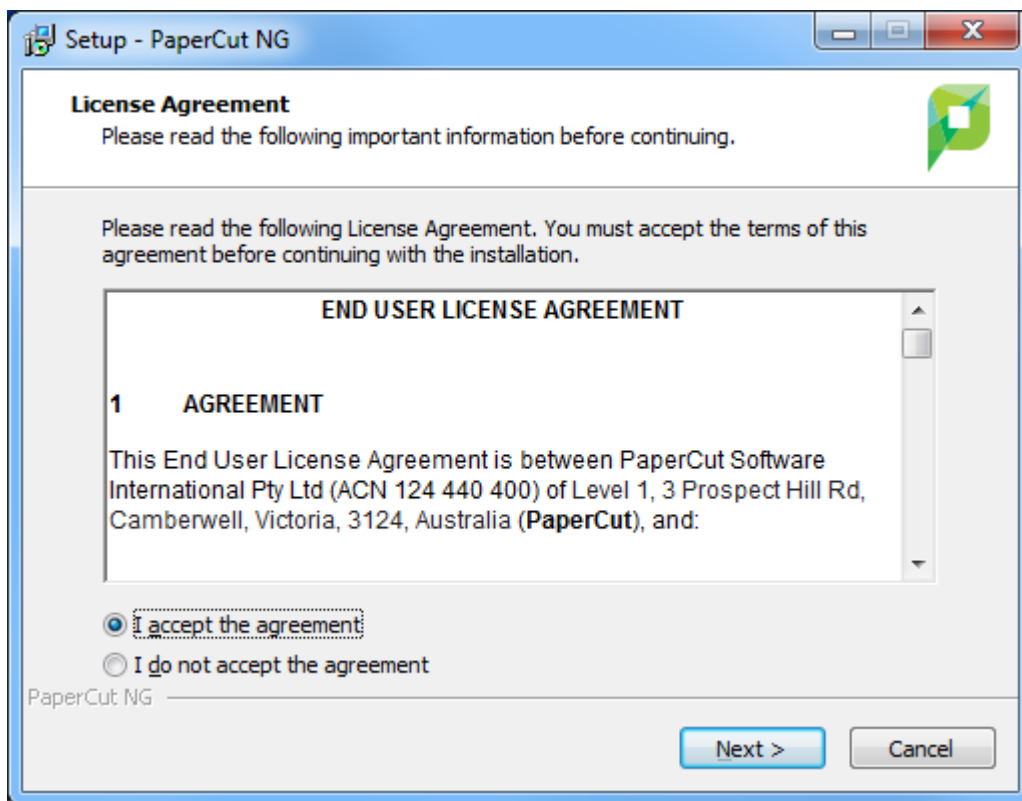 Setup - PaperCut NG
License Agreement
Please read the following important information before continuing.
Please read the following License Agreement. You must accept the terms of this
agreement before continuing with the installation.
END USER LICENSE AGREEMENT
1 AGREEMENT
This End User License Agreement is between PaperCut Software
International Pty Ltd (ACN 124 440 400) of Level 1, 3 Prospect Hill Rd,
Camberwell, Victoria, 3124, Australia (PaperCut), and:
I accept the agreement
I do not accept the agreement
PaperCut NG
Next >
Cancel